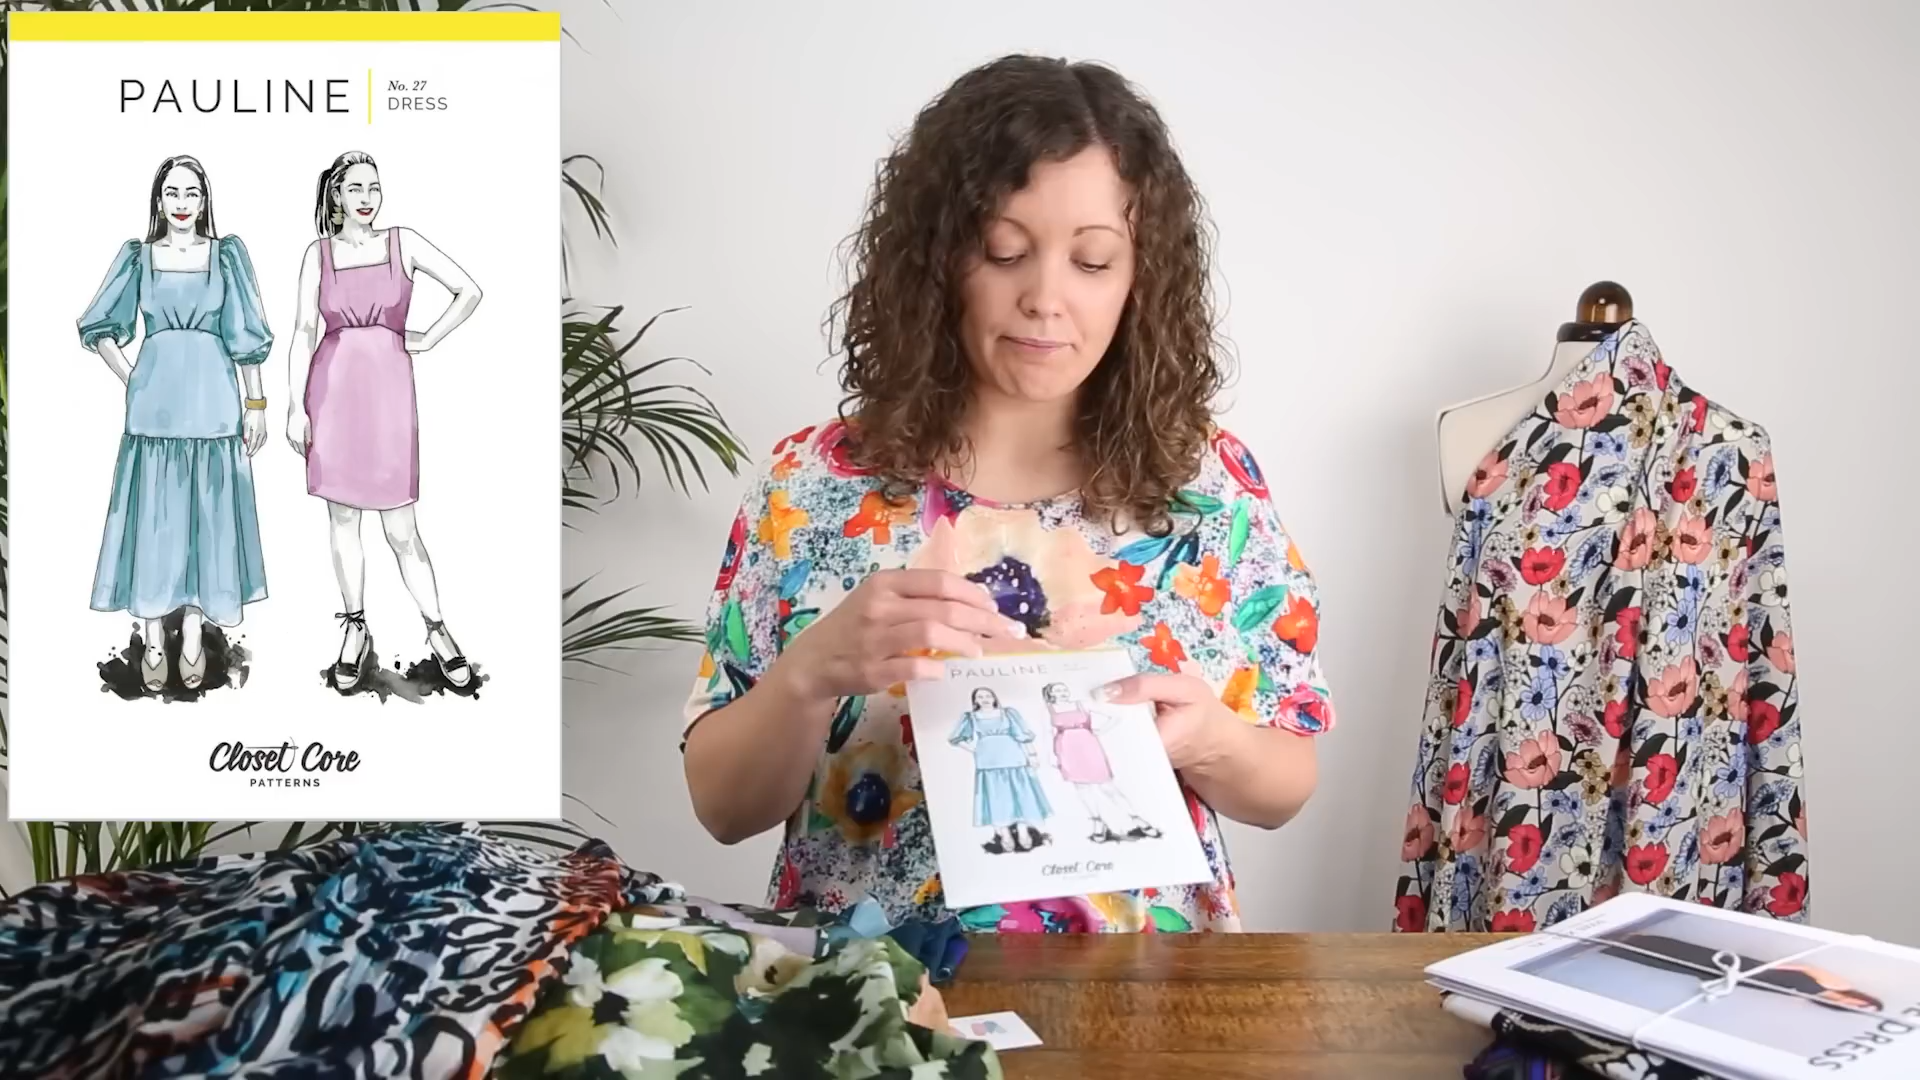 PAULINE
No. 27
DRESS
Closet Core
PATTERNS
PAULINE
Closet Core
DRESS